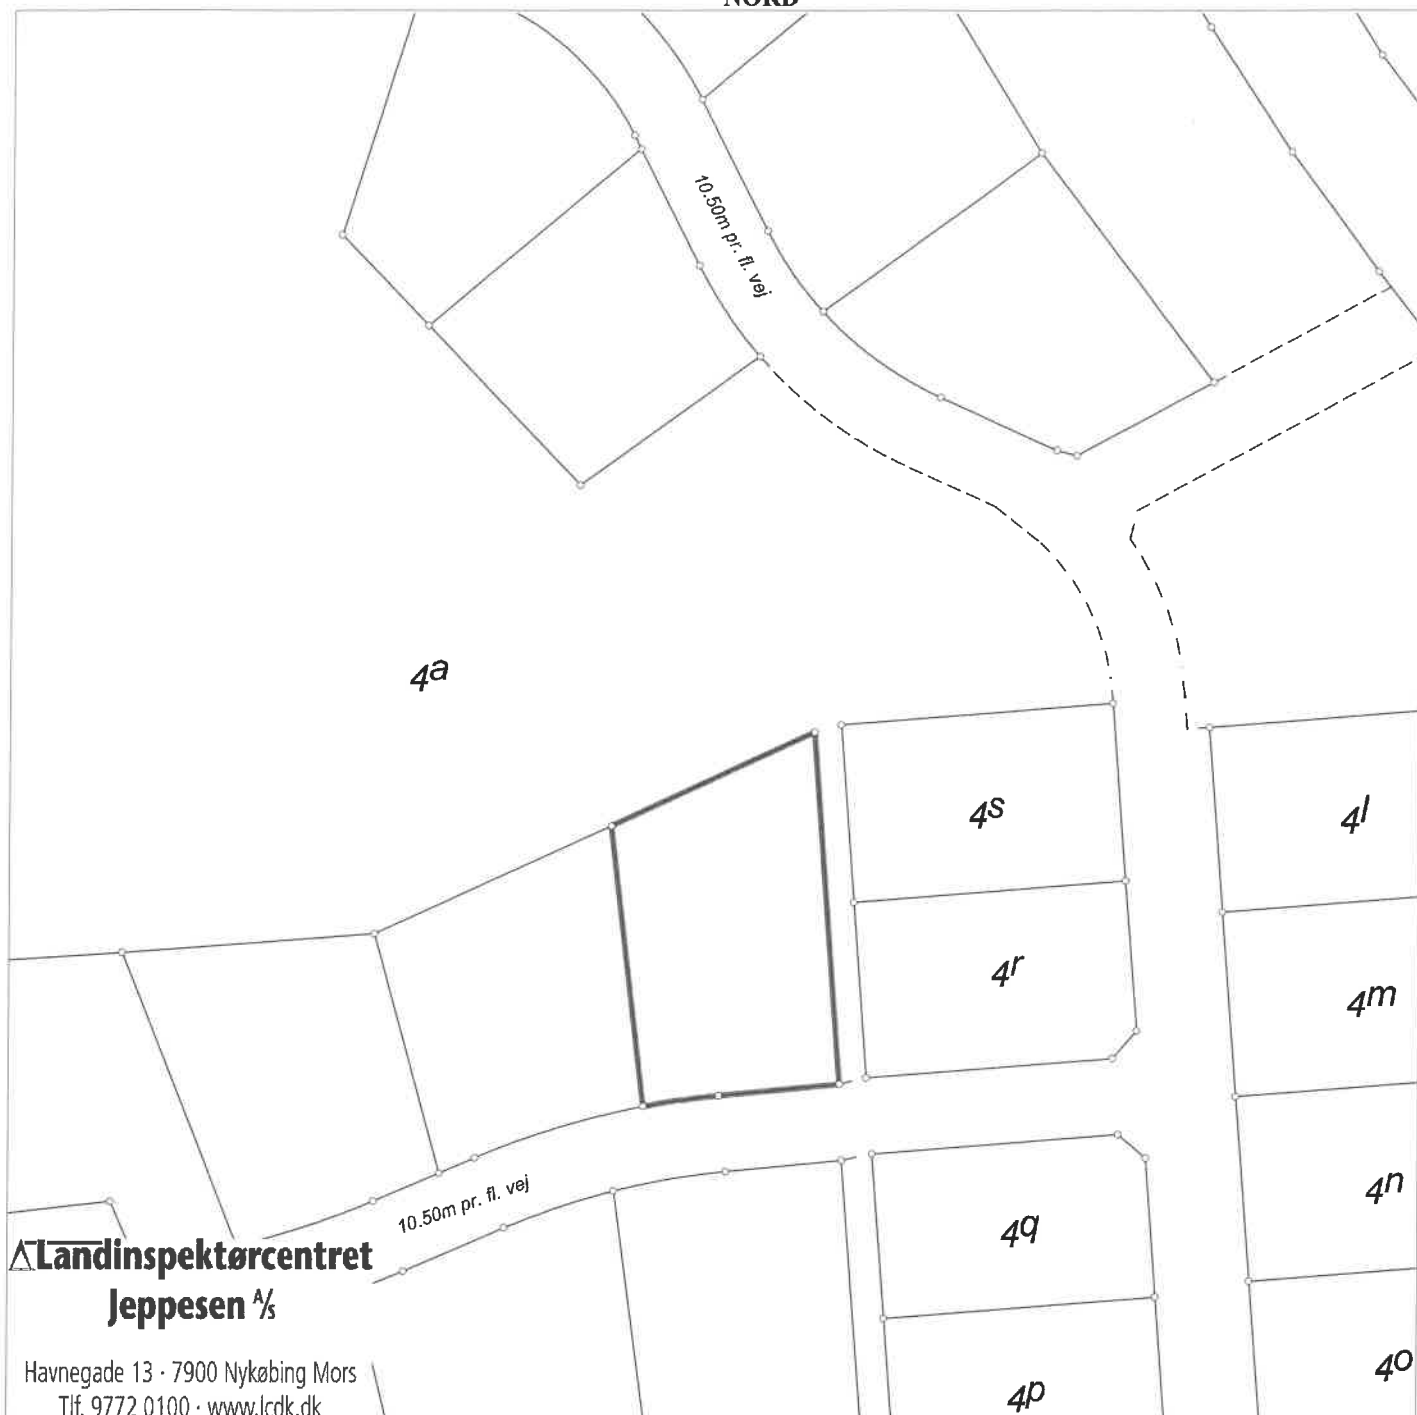 NORD
10.50m pr. fl. vej
4a
4s
4l
4r
4m
10.50m pr. fl. vej
4n
4q
Landinspektørcentret
Jeppesen A/s
4o
Havnegade 13 · 7900 Nykøbing Mors
4p
Tlf. 9772 0100 · www.lcdk.dk